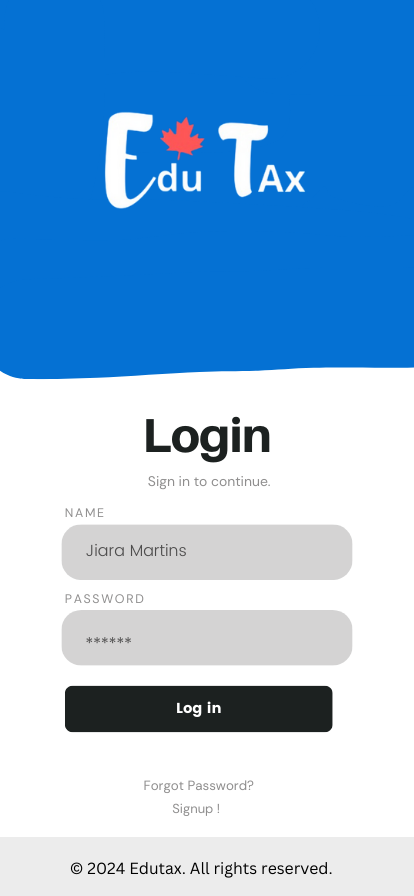 Edu TAx
Login
Sign in to continue.
NAME
Jiara Martins
PASSWORD
******
Log in
Forgot Password?
Signup !
© 2024 Edutax. All rights reserved.